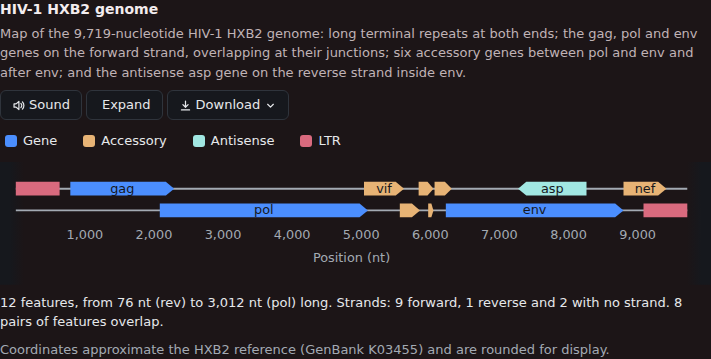 HIV-1 HXB2 genome
Map of the 9,719-nucleotide HIV-1 HXB2 genome: long terminal repeats at both ends; the gag, pol and env
genes on the forward strand, overlapping at their junctions; six accessory genes between pol and env and
after env; and the antisense asp gene on the reverse strand inside env.
Sound Expand Download
Gene Accessory Antisense LTR
gag vif asp nef
pol env
1,000 2,000 3,000 4,000 5,000 6,000 7,000 8,000 9,000
Position (nt)
12 features, from 76 nt (rev) to 3,012 nt (pol) long. Strands: 9 forward, 1 reverse and 2 with no strand. 8
pairs of features overlap.
Coordinates approximate the HXB2 reference (GenBank K03455) and are rounded for display.